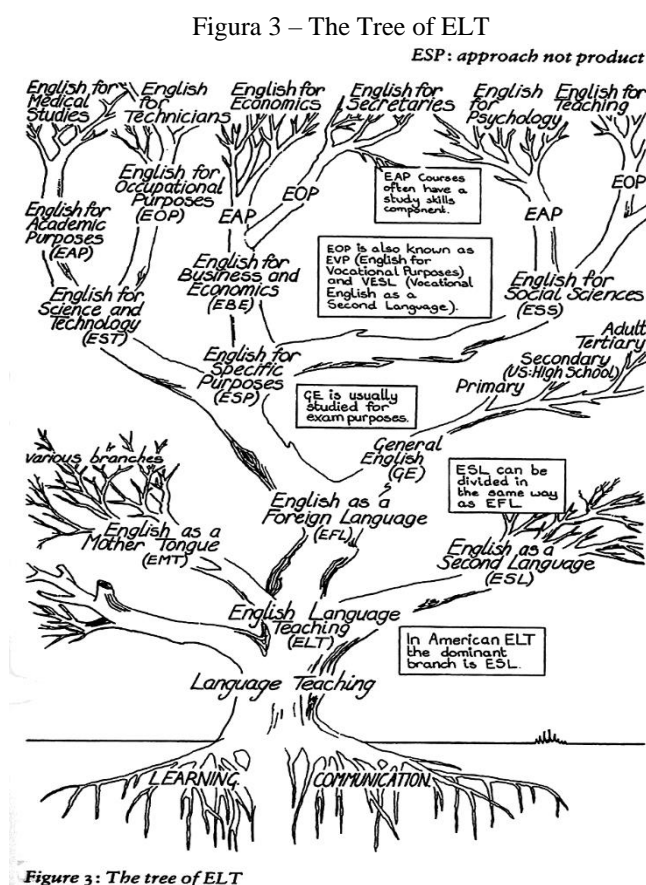 Figura 3 – The Tree of ELT
ESP: approach not product
English for
Medical
Studies
English
for
Technicians
English for
Economics
English for
Secretaries
English
for
Psychology
English for
Teaching
English for
Occupational
Purposes
(EOP)
EAP
EOP
EAP Courses
often have a
study skills
component.
EAP
EOP
English for
Academic
Purposes
(EAP)
English for
Science and
Technology
(EST)
English for
Business and
Economics
(EBE)
EOP is also known as
EVP (English for
Vocational Purposes)
and VESL (Vocational
English as a
Second Language).
English for
Social Sciences
(ESS)
English for
Specific
Purposes
(ESP)
GE is usually
studied for
exam purposes.
Adult
Tertiary
Secondary
(US:High School)
Primary
General
English
(GE)
various branches
English as a
Mother Tongue
(EMT)
English as a
Foreign Language
(EFL)
ESL can be
divided in
the same way
as EFL.
English as a
Second Language
(ESL)
English Language
Teaching
(ELT)
In American ELT
the dominant
branch is ESL.
Language Teaching
LEARNING
COMMUNICATION
Figure 3: The tree of ELT